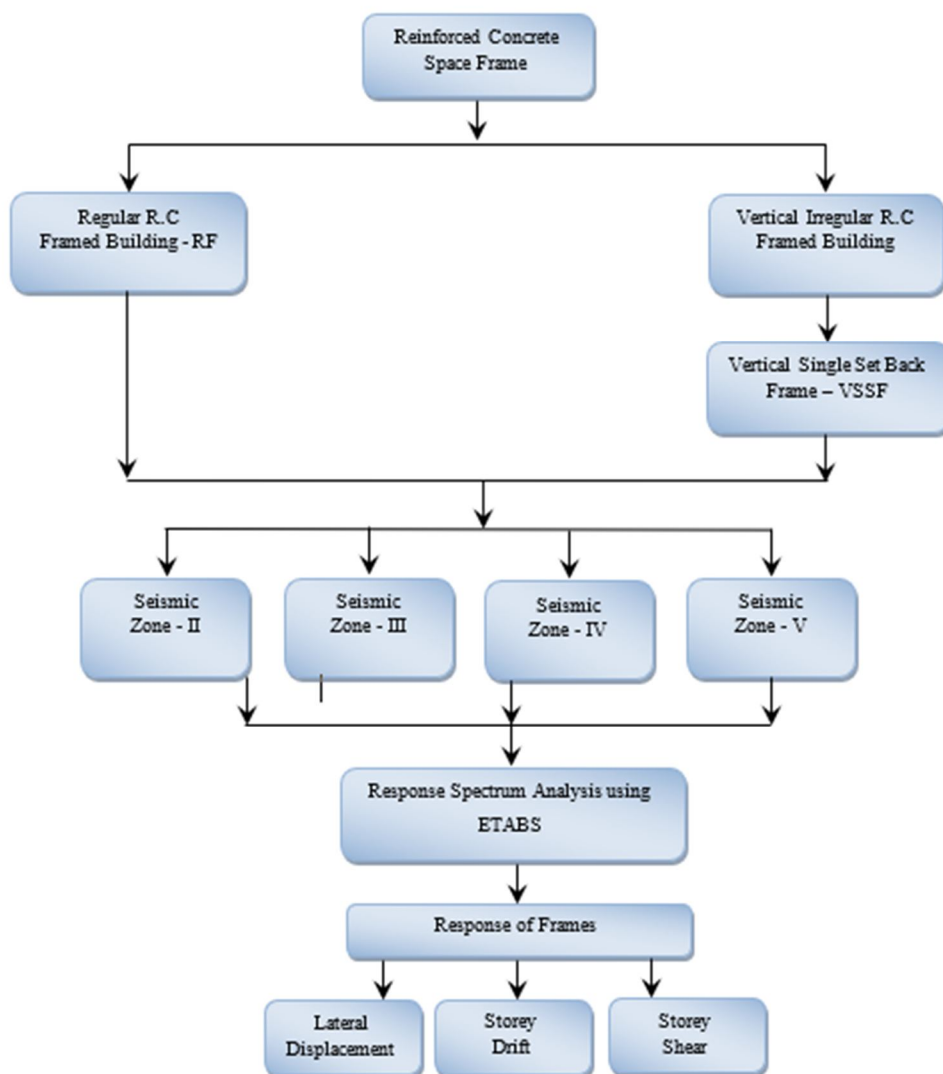 Reinforced Concrete
Space Frame
Regular R.C
Framed Building - RF
Vertical Irregular R.C
Framed Building
Vertical Single Set Back
Frame – VSSF
Seismic
Zone - II
Seismic
Zone - III
Seismic
Zone - IV
Seismic
Zone - V
Response Spectrum Analysis using
ETABS
Response of Frames
Lateral
Displacement
Storey
Drift
Storey
Shear